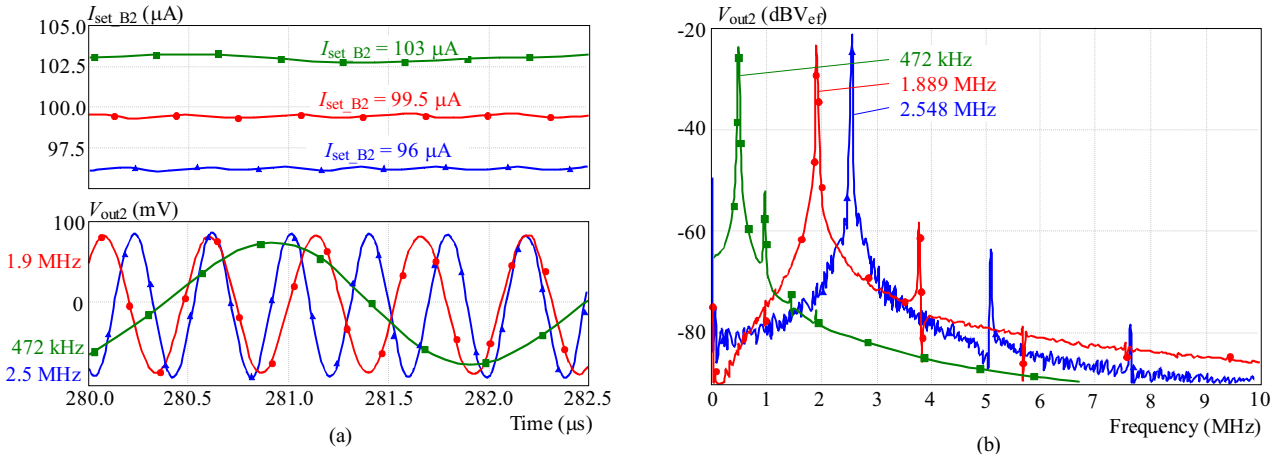 I_set_B2 (µA)
105.0
102.5
100.0
97.5
I_set_B2 = 103 µA
I_set_B2 = 99.5 µA
I_set_B2 = 96 µA
V_out2 (mV)
100
0
-100
1.9 MHz
472 kHz
2.5 MHz
280.0 280.5 281.0 281.5 282.0 282.5
Time (µs)
(a)
V_out2 (dBV_ef)
-20
-40
-60
-80
472 kHz
1.889 MHz
2.548 MHz
0 1 2 3 4 5 6 7 8 9 10
Frequency (MHz)
(b)